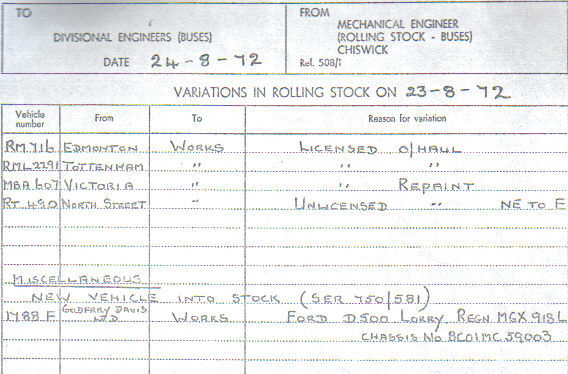 TO
FROM
DIVISIONAL ENGINEERS (BUSES)
MECHANICAL ENGINEER
(ROLLING STOCK - BUSES)
CHISWICK
DATE 24-8-72
Ref. 508/1
VARIATIONS IN ROLLING STOCK ON 23-8-72
Vehicle number From To Reason for variation
RM 716 EDMONTON WORKS LICENSED O/HALL
RML 2291 TOTTENHAM " " "
MBA 607 VICTORIA " " REPAINT
RT 490 NORTH STREET " UNLICENSED " NE TO E
MISCELLANEOUS
NEW VEHICLE INTO STOCK (SER 750/581)
1788 F GODFREY DAVIS LTD WORKS FORD D500 LORRY REGN MGX 918L
CHASSIS NO BC01MC 59003